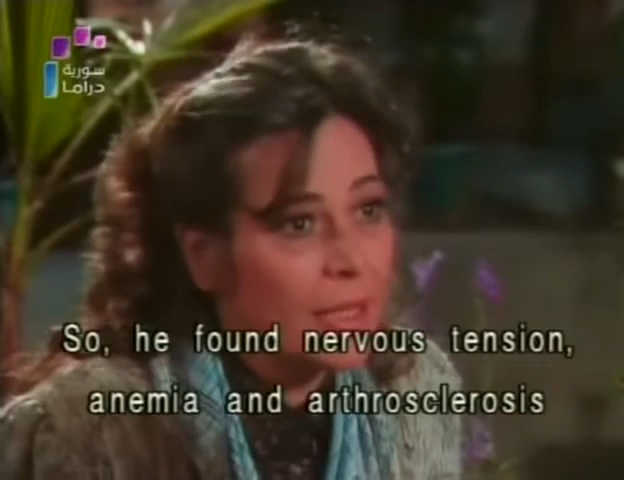 سورية
دراما
So, he found nervous tension,
anemia and arthrosclerosis